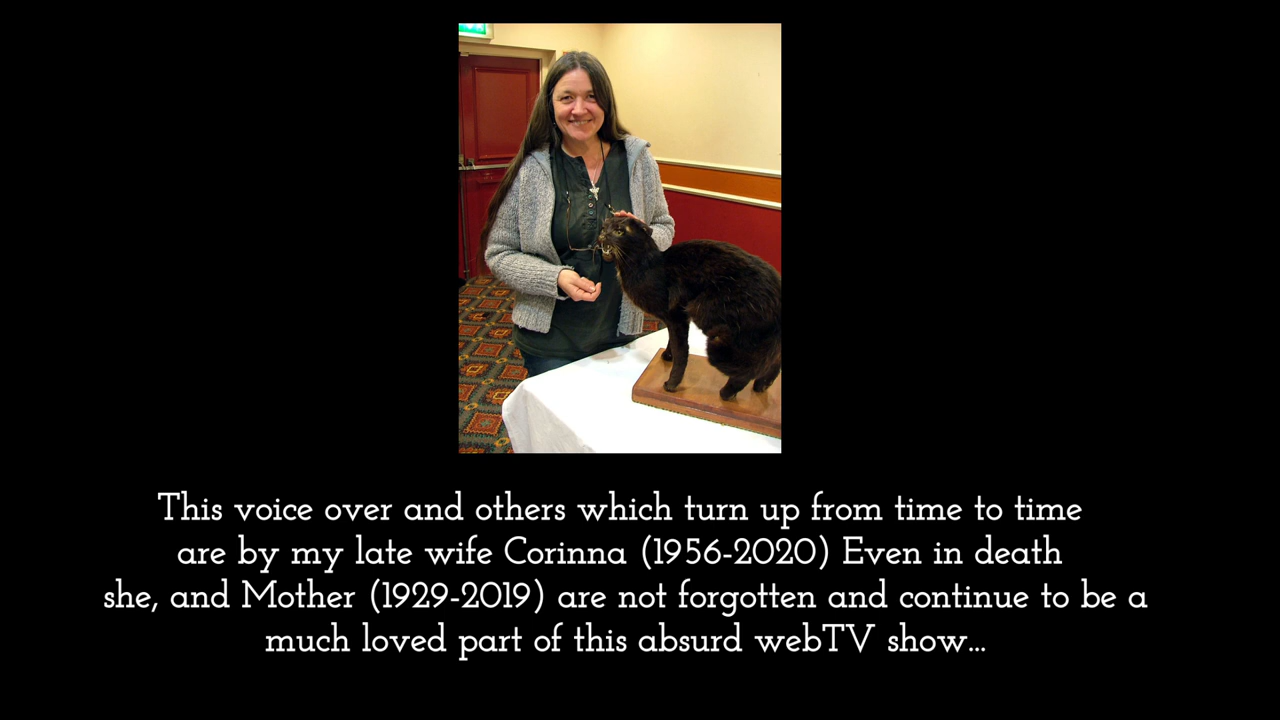 This voice over and others which turn up from time to time
are by my late wife Corinna (1956-2020) Even in death
she, and Mother (1929-2019) are not forgotten and continue to be a
much loved part of this absurd webTV show...